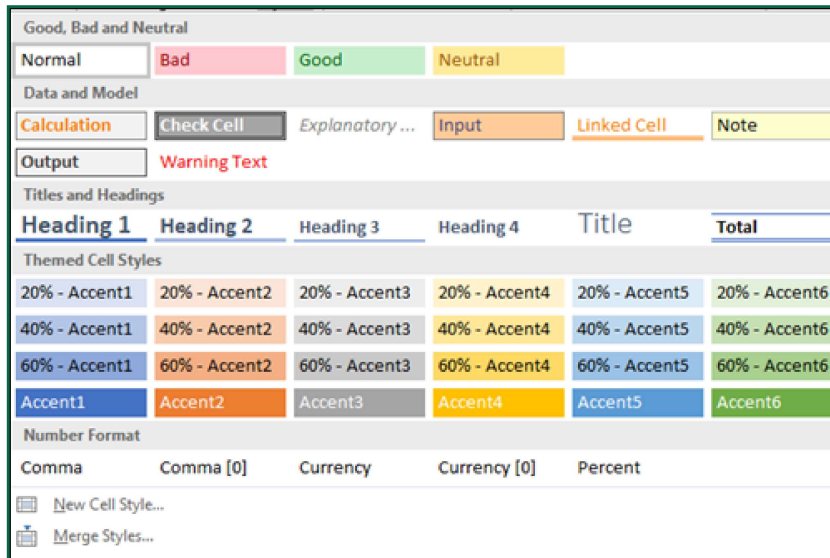 Good, Bad and Neutral
Normal Bad Good Neutral
Data and Model
Calculation Check Cell Explanatory ... Input Linked Cell Note
Output Warning Text
Titles and Headings
Heading 1 Heading 2 Heading 3 Heading 4 Title Total
Themed Cell Styles
20% - Accent1 20% - Accent2 20% - Accent3 20% - Accent4 20% - Accent5 20% - Accent6
40% - Accent1 40% - Accent2 40% - Accent3 40% - Accent4 40% - Accent5 40% - Accent6
60% - Accent1 60% - Accent2 60% - Accent3 60% - Accent4 60% - Accent5 60% - Accent6
Accent1 Accent2 Accent3 Accent4 Accent5 Accent6
Number Format
Comma Comma [0] Currency Currency [0] Percent
New Cell Style...
Merge Styles...